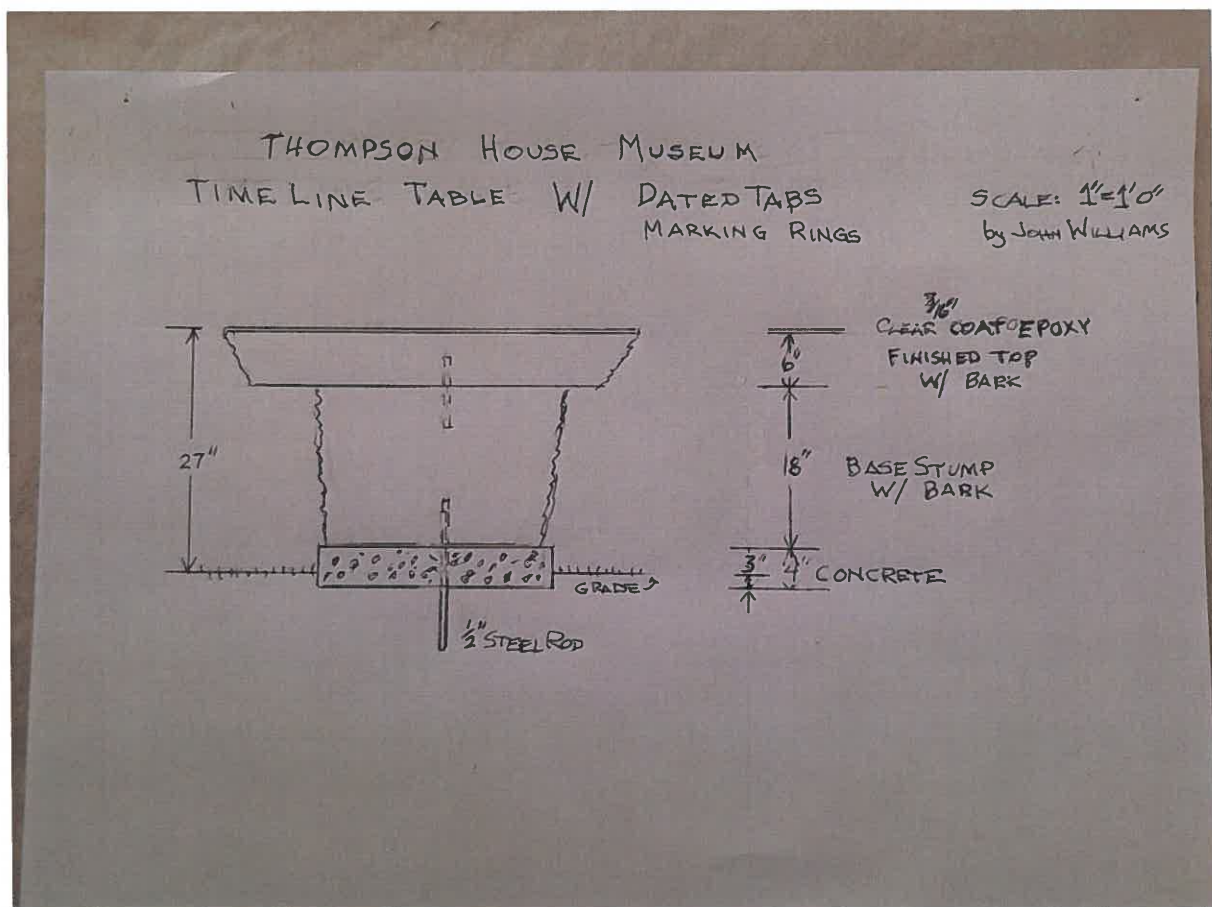 THOMPSON HOUSE MUSEUM
TIME LINE TABLE W/ DATED TABS
MARKING RINGS
SCALE: 1"=1'0"
by JOHN WILLIAMS
3/16"
CLEAR COAT EPOXY
FINISHED TOP
W/ BARK
6"
27"
18"
BASE STUMP
W/ BARK
3"
4"
CONCRETE
GRADE
1/2" STEEL ROD